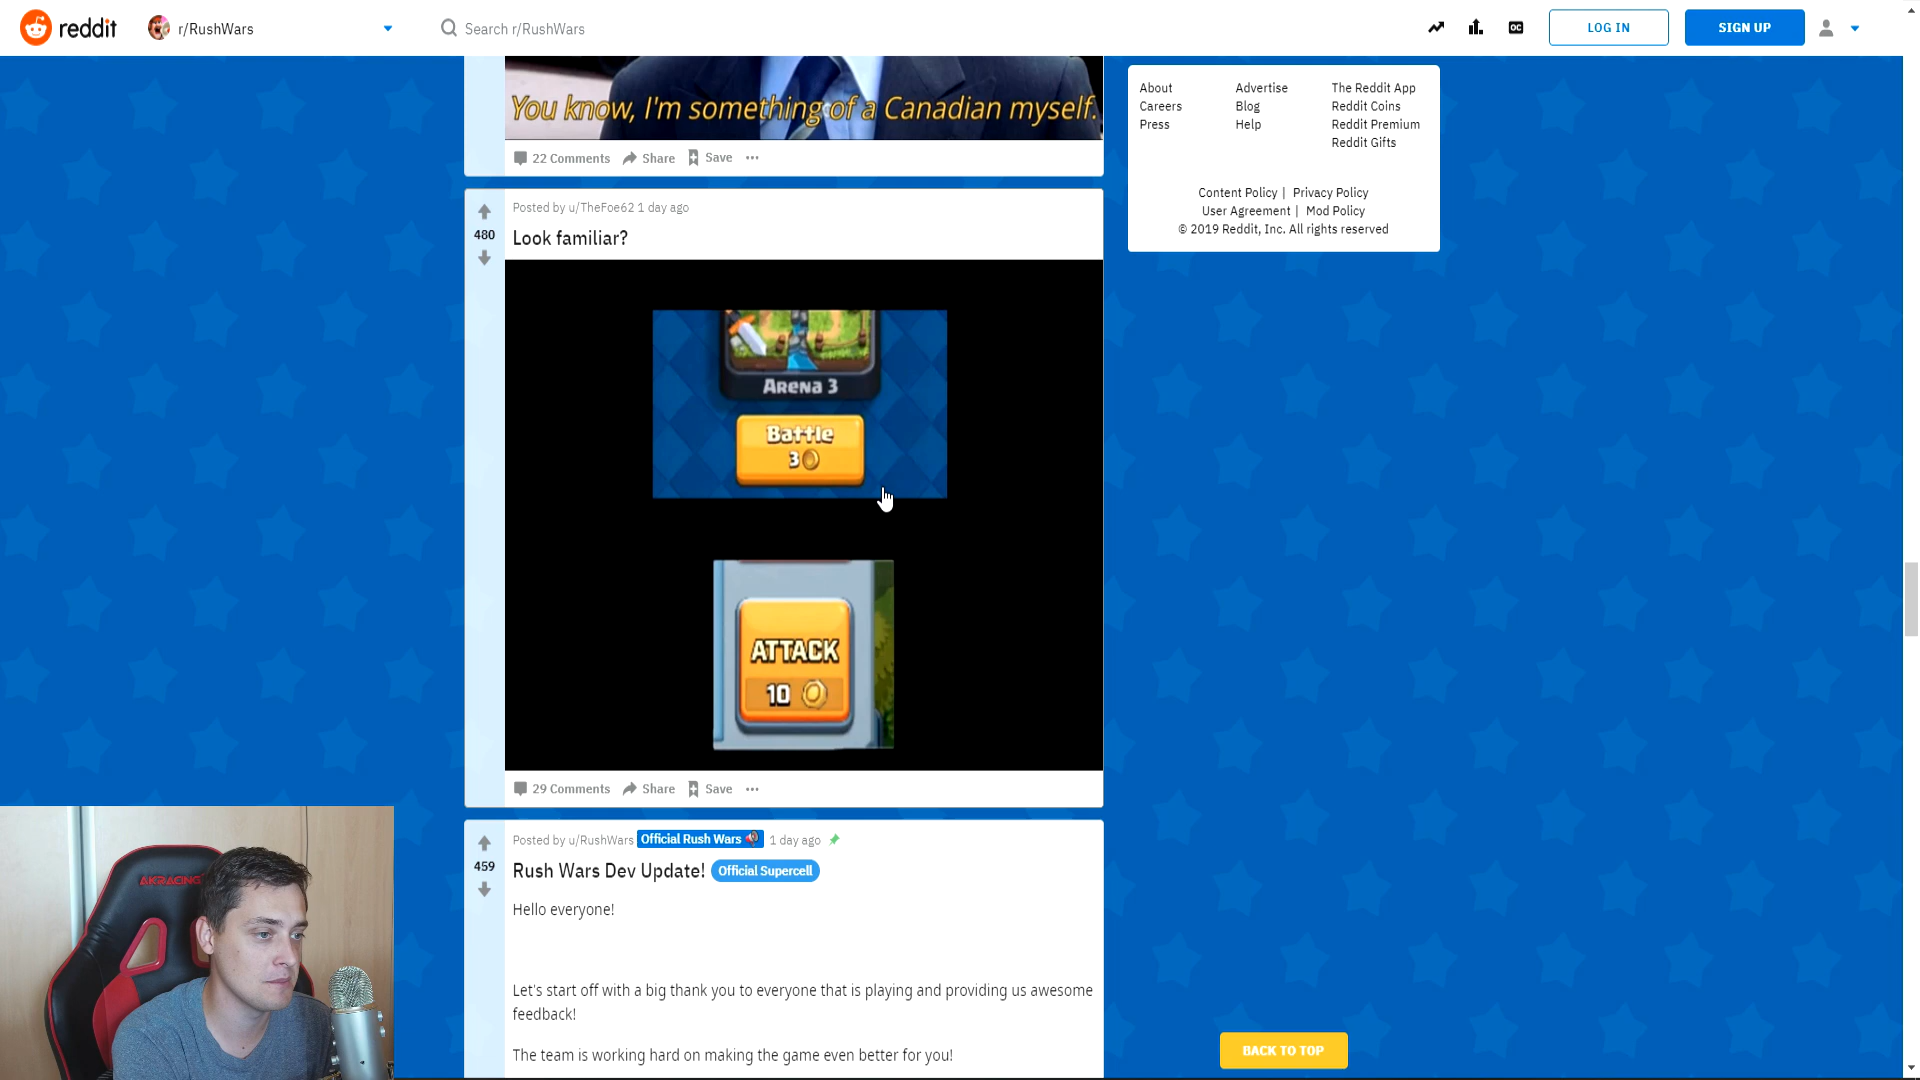 reddit
r/RushWars
Search r/RushWars
LOG IN
SIGN UP
You know, I'm something of a Canadian myself.
22 Comments Share Save
Posted by u/TheFoe62 1 day ago
480
Look familiar?
Arena 3
Battle
3
ATTACK
10
29 Comments Share Save
Posted by u/RushWars Official Rush Wars 1 day ago
459
Rush Wars Dev Update! Official Supercell
Hello everyone!
Let's start off with a big thank you to everyone that is playing and providing us awesome
feedback!
The team is working hard on making the game even better for you!
About Advertise The Reddit App
Careers Blog Reddit Coins
Press Help Reddit Premium
Reddit Gifts
Content Policy | Privacy Policy
User Agreement | Mod Policy
© 2019 Reddit, Inc. All rights reserved
BACK TO TOP
AKRACING